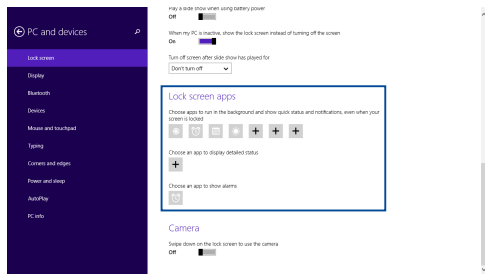 PC and devices
Lock screen
Display
Bluetooth
Devices
Mouse and touchpad
Typing
Corners and edges
Power and sleep
AutoPlay
PC info
Play a slide show when using battery power
Off
When my PC is inactive, show the lock screen instead of turning off the screen
On
Turn off screen after slide show has played for
Don't turn off
Lock screen apps
Choose apps to run in the background and show quick status and notifications, even when your
screen is locked
Choose an app to display detailed status
Choose an app to show alarms
Camera
Swipe down on the lock screen to use the camera
Off